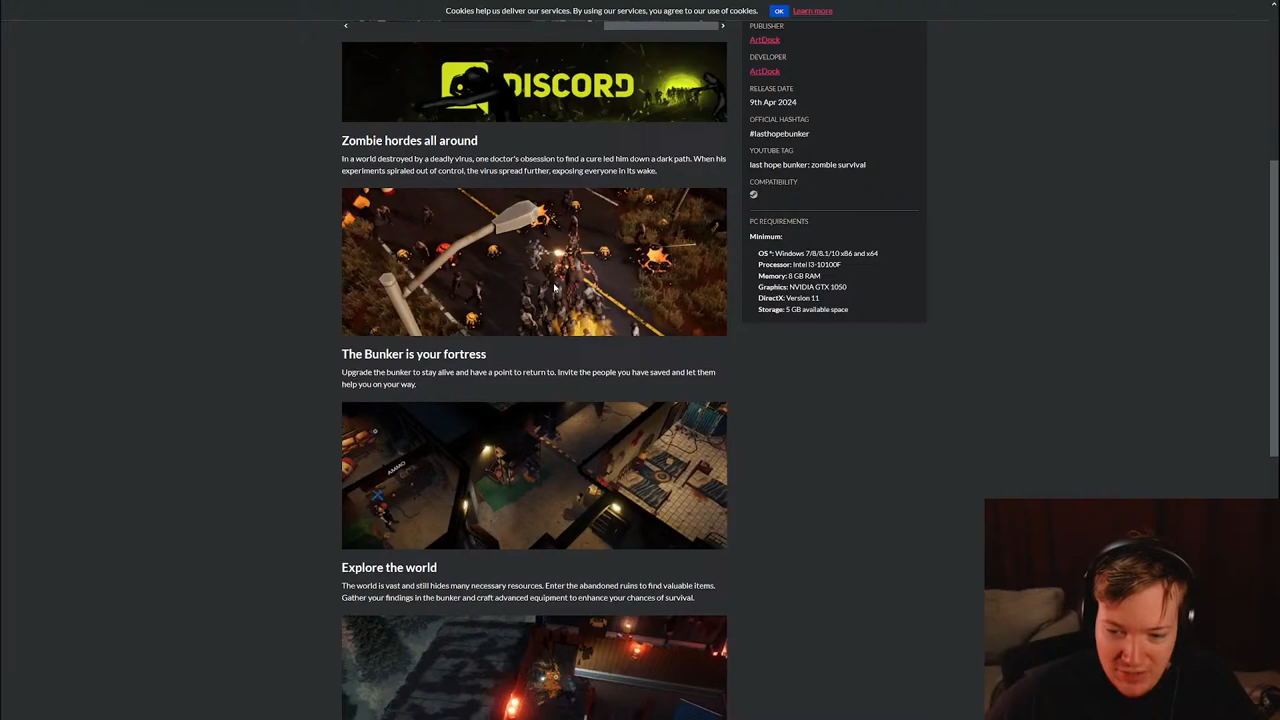 Cookies help us deliver our services. By using our services, you agree to our use of cookies. OK Learn more
DISCORD
Zombie hordes all around
In a world destroyed by a deadly virus, one doctor's obsession to find a cure led him down a dark path. When his
experiments spiraled out of control, the virus spread further, exposing everyone in its wake.
The Bunker is your fortress
Upgrade the bunker to stay alive and have a point to return to. Invite the people you have saved and let them
help you on your way.
AMMO
Explore the world
The world is vast and still hides many necessary resources. Enter the abandoned ruins to find valuable items.
Gather your findings in the bunker and craft advanced equipment to enhance your chances of survival.
PUBLISHER
ArtDock
DEVELOPER
ArtDock
RELEASE DATE
9th Apr 2024
OFFICIAL HASHTAG
#lasthopebunker
YOUTUBE TAG
last hope bunker: zombie survival
COMPATIBILITY
PC REQUIREMENTS
Minimum:
OS *: Windows 7/8/8.1/10 x86 and x64
Processor: Intel i3-10100F
Memory: 8 GB RAM
Graphics: NVIDIA GTX 1050
DirectX: Version 11
Storage: 5 GB available space